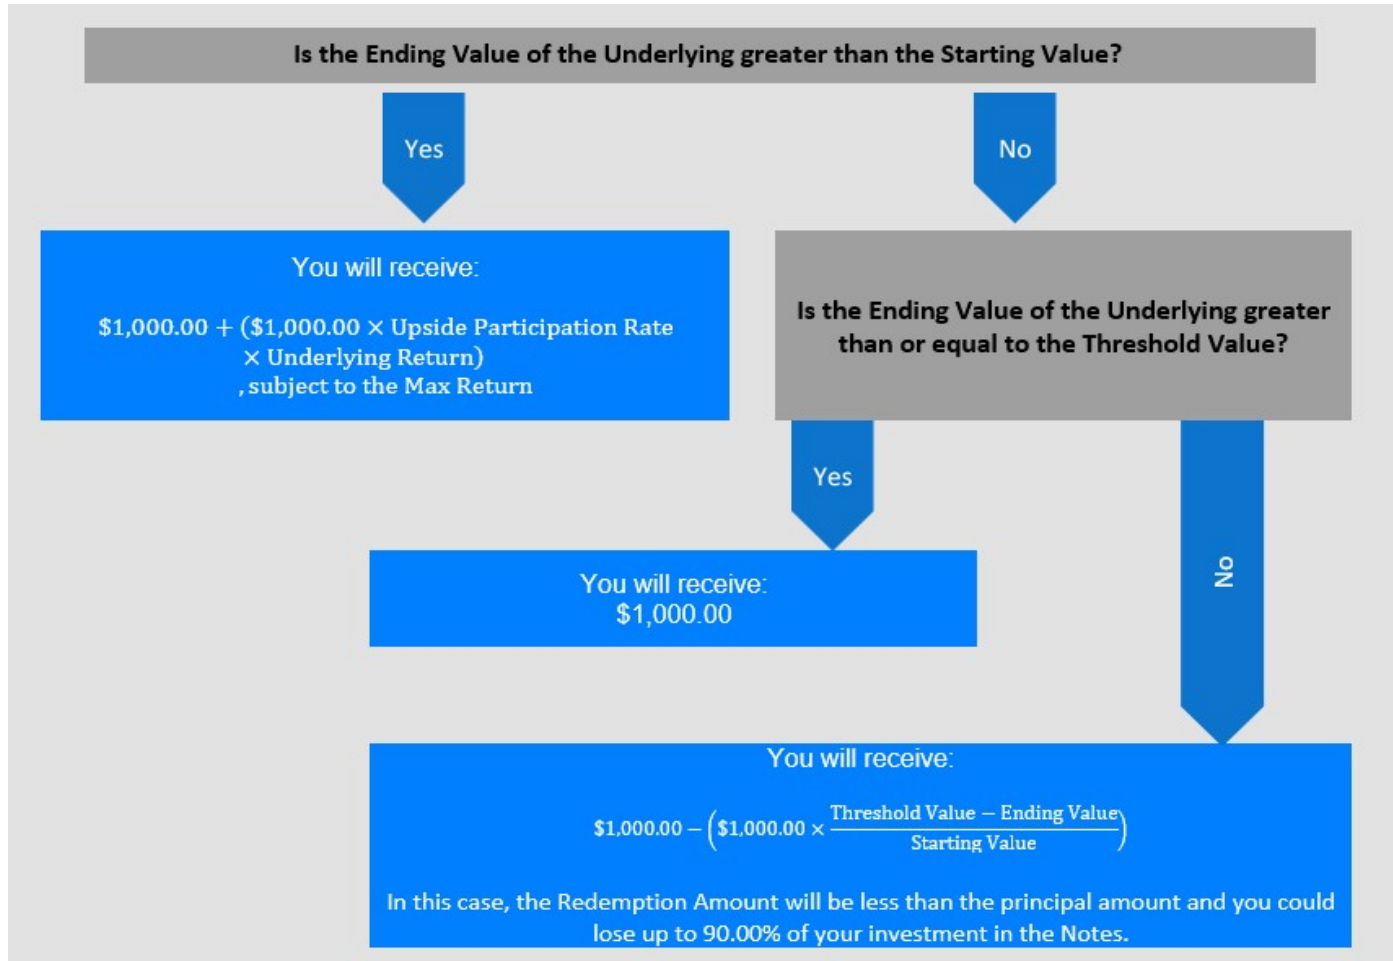 Is the Ending Value of the Underlying greater than the Starting Value?
Yes
No
You will receive:
$1,000.00 + ($1,000.00 × Upside Participation Rate
× Underlying Return)
, subject to the Max Return
Is the Ending Value of the Underlying greater
than or equal to the Threshold Value?
Yes
No
You will receive:
$1,000.00
You will receive:
$1,000.00 − ($1,000.00 × Threshold Value − Ending Value
Starting Value)
In this case, the Redemption Amount will be less than the principal amount and you could
lose up to 90.00% of your investment in the Notes.